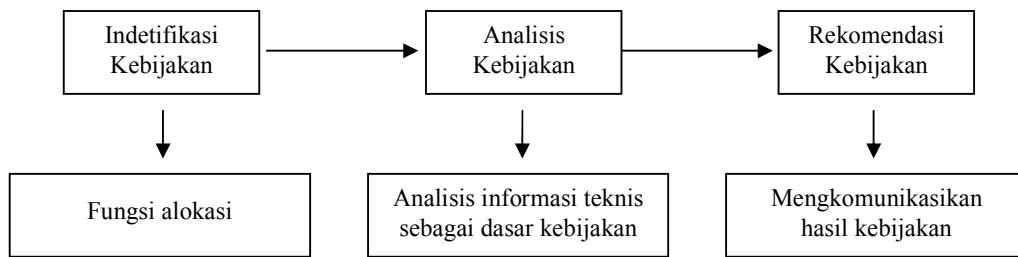 Indetifikasi
Kebijakan
Analisis
Kebijakan
Rekomendasi
Kebijakan
Fungsi alokasi
Analisis informasi teknis
sebagai dasar kebijakan
Mengkomunikasikan
hasil kebijakan